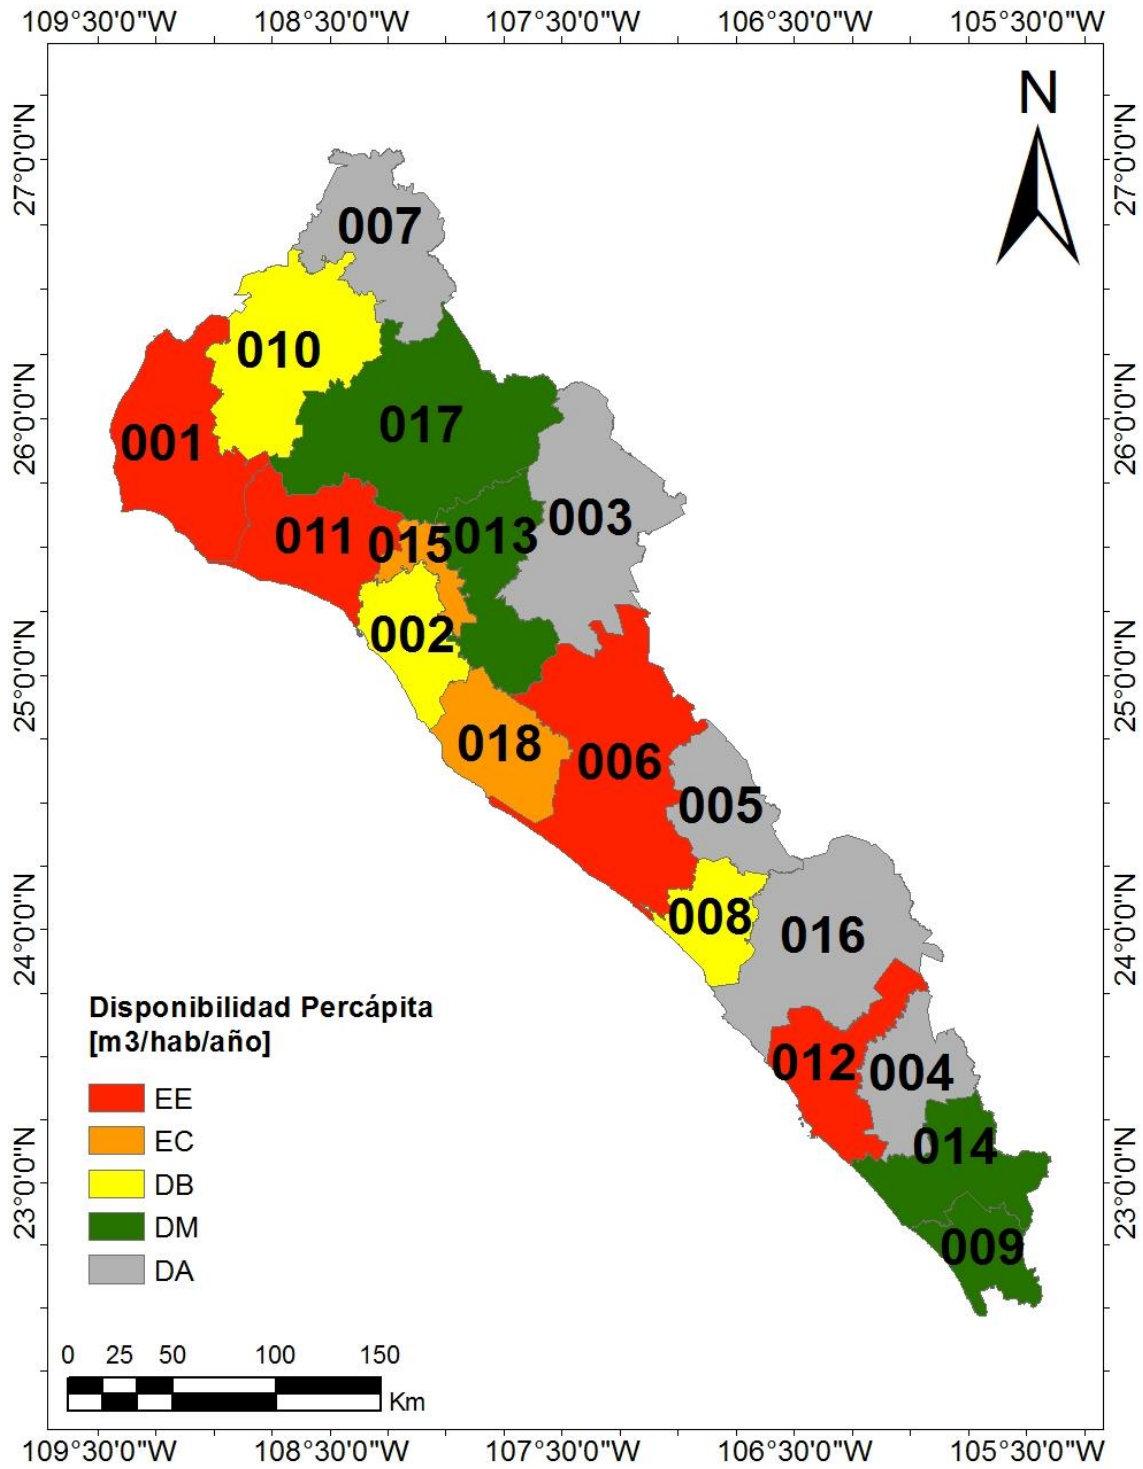 109°30'0"W 108°30'0"W 107°30'0"W 106°30'0"W 105°30'0"W
N
27°0'0"N 27°0'0"N
007
010
26°0'0"N 26°0'0"N
017
001
003
011 015 013
002
25°0'0"N 25°0'0"N
018
006
005
008
24°0'0"N 24°0'0"N
016
Disponibilidad Percápita
[m3/hab/año]
012
004
EE
EC
014
DB
23°0'0"N 23°0'0"N
DM
009
DA
0 25 50 100 150
Km
109°30'0"W 108°30'0"W 107°30'0"W 106°30'0"W 105°30'0"W